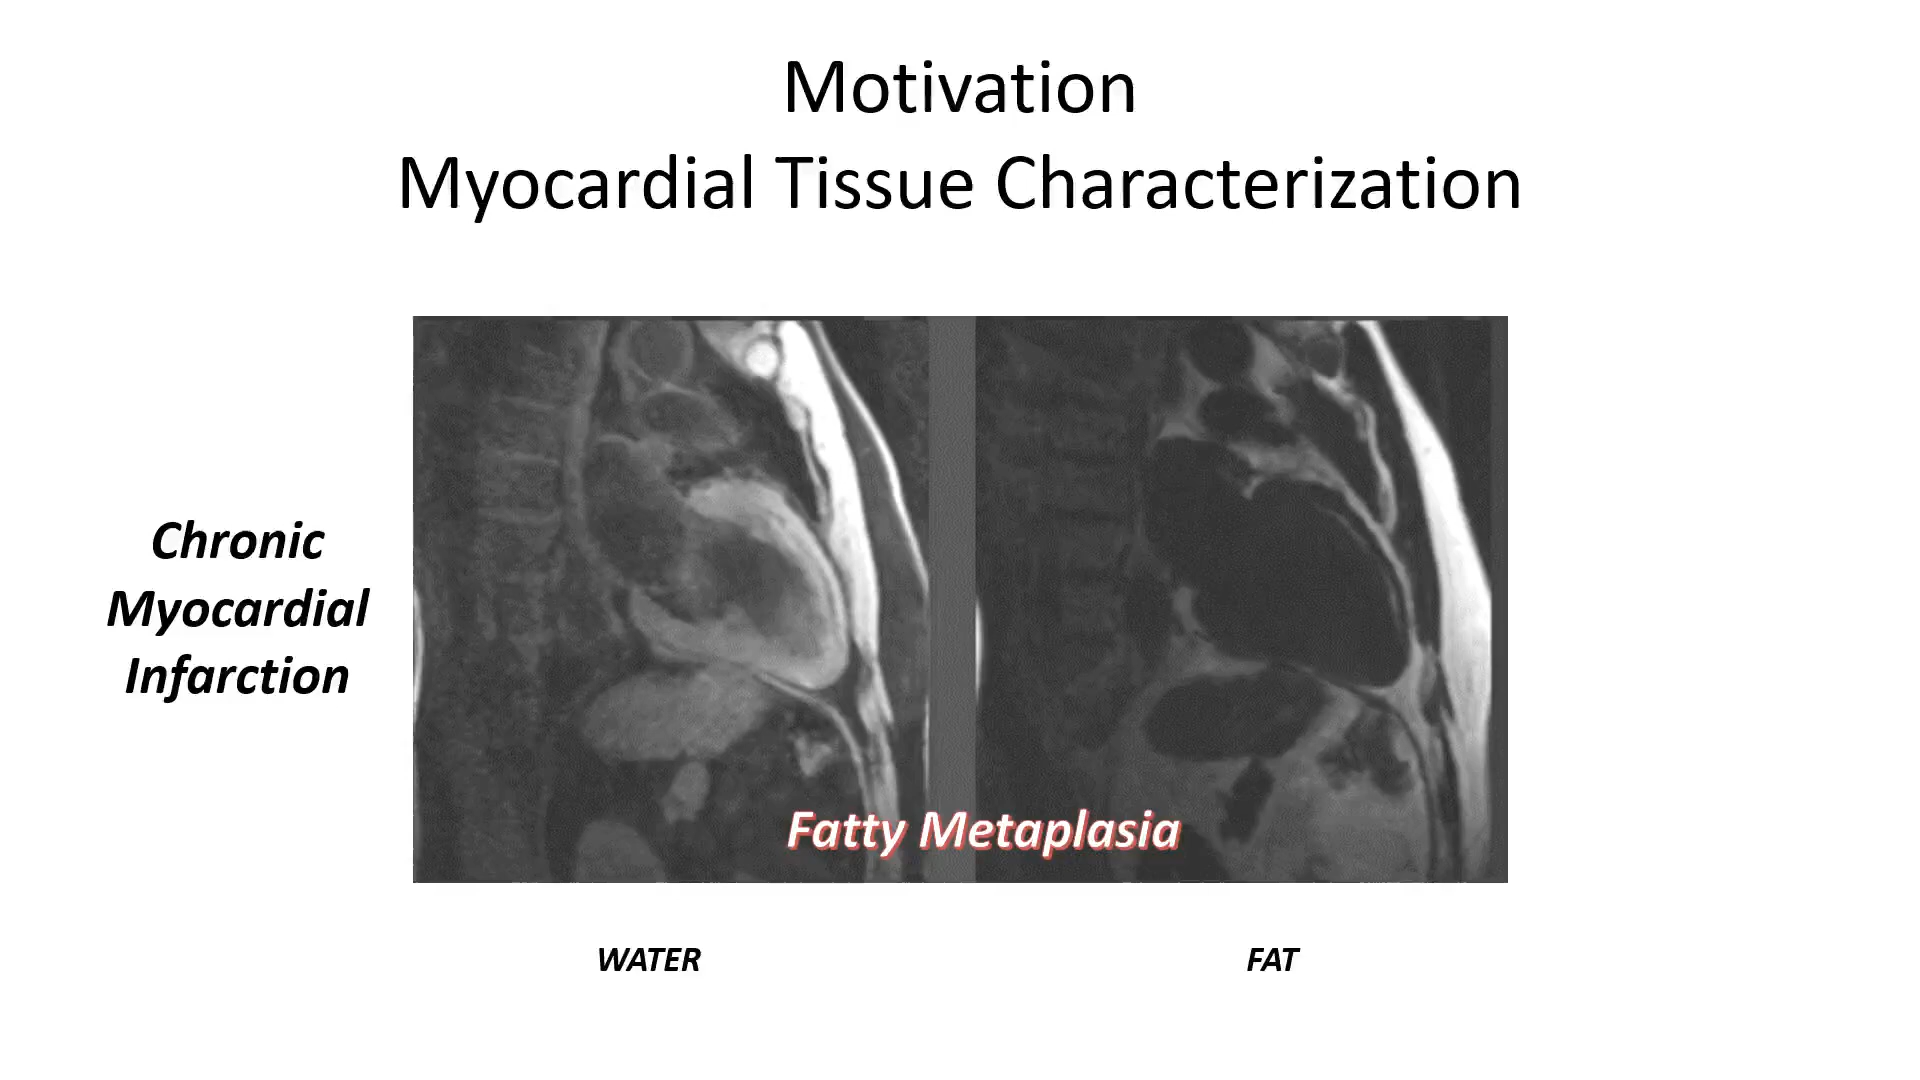 Motivation
Myocardial Tissue Characterization
Chronic
Myocardial
Infarction
Fatty Metaplasia
WATER
FAT